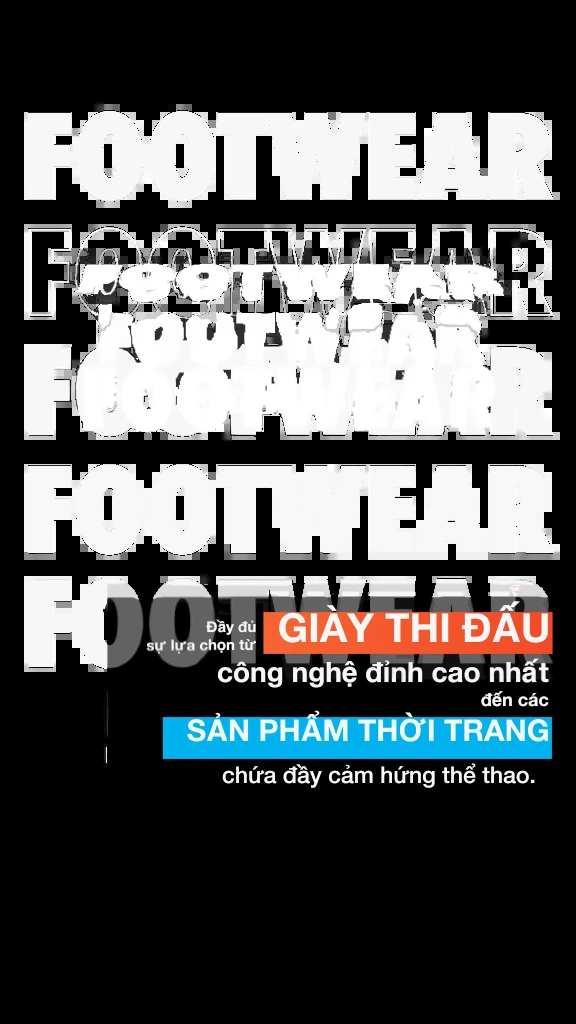 FOOTWEAR
FOOTWEAR
FOOTWEAR
FOOTWEAR
FOOTWEAR
FOOTWEAR
FOOTWEAR
FOOTWEAR
Đầy đủ
sự lựa chọn từ
GIÀY THI ĐẤU
công nghệ đỉnh cao nhất
đến các
SẢN PHẨM THỜI TRANG
chứa đầy cảm hứng thể thao.